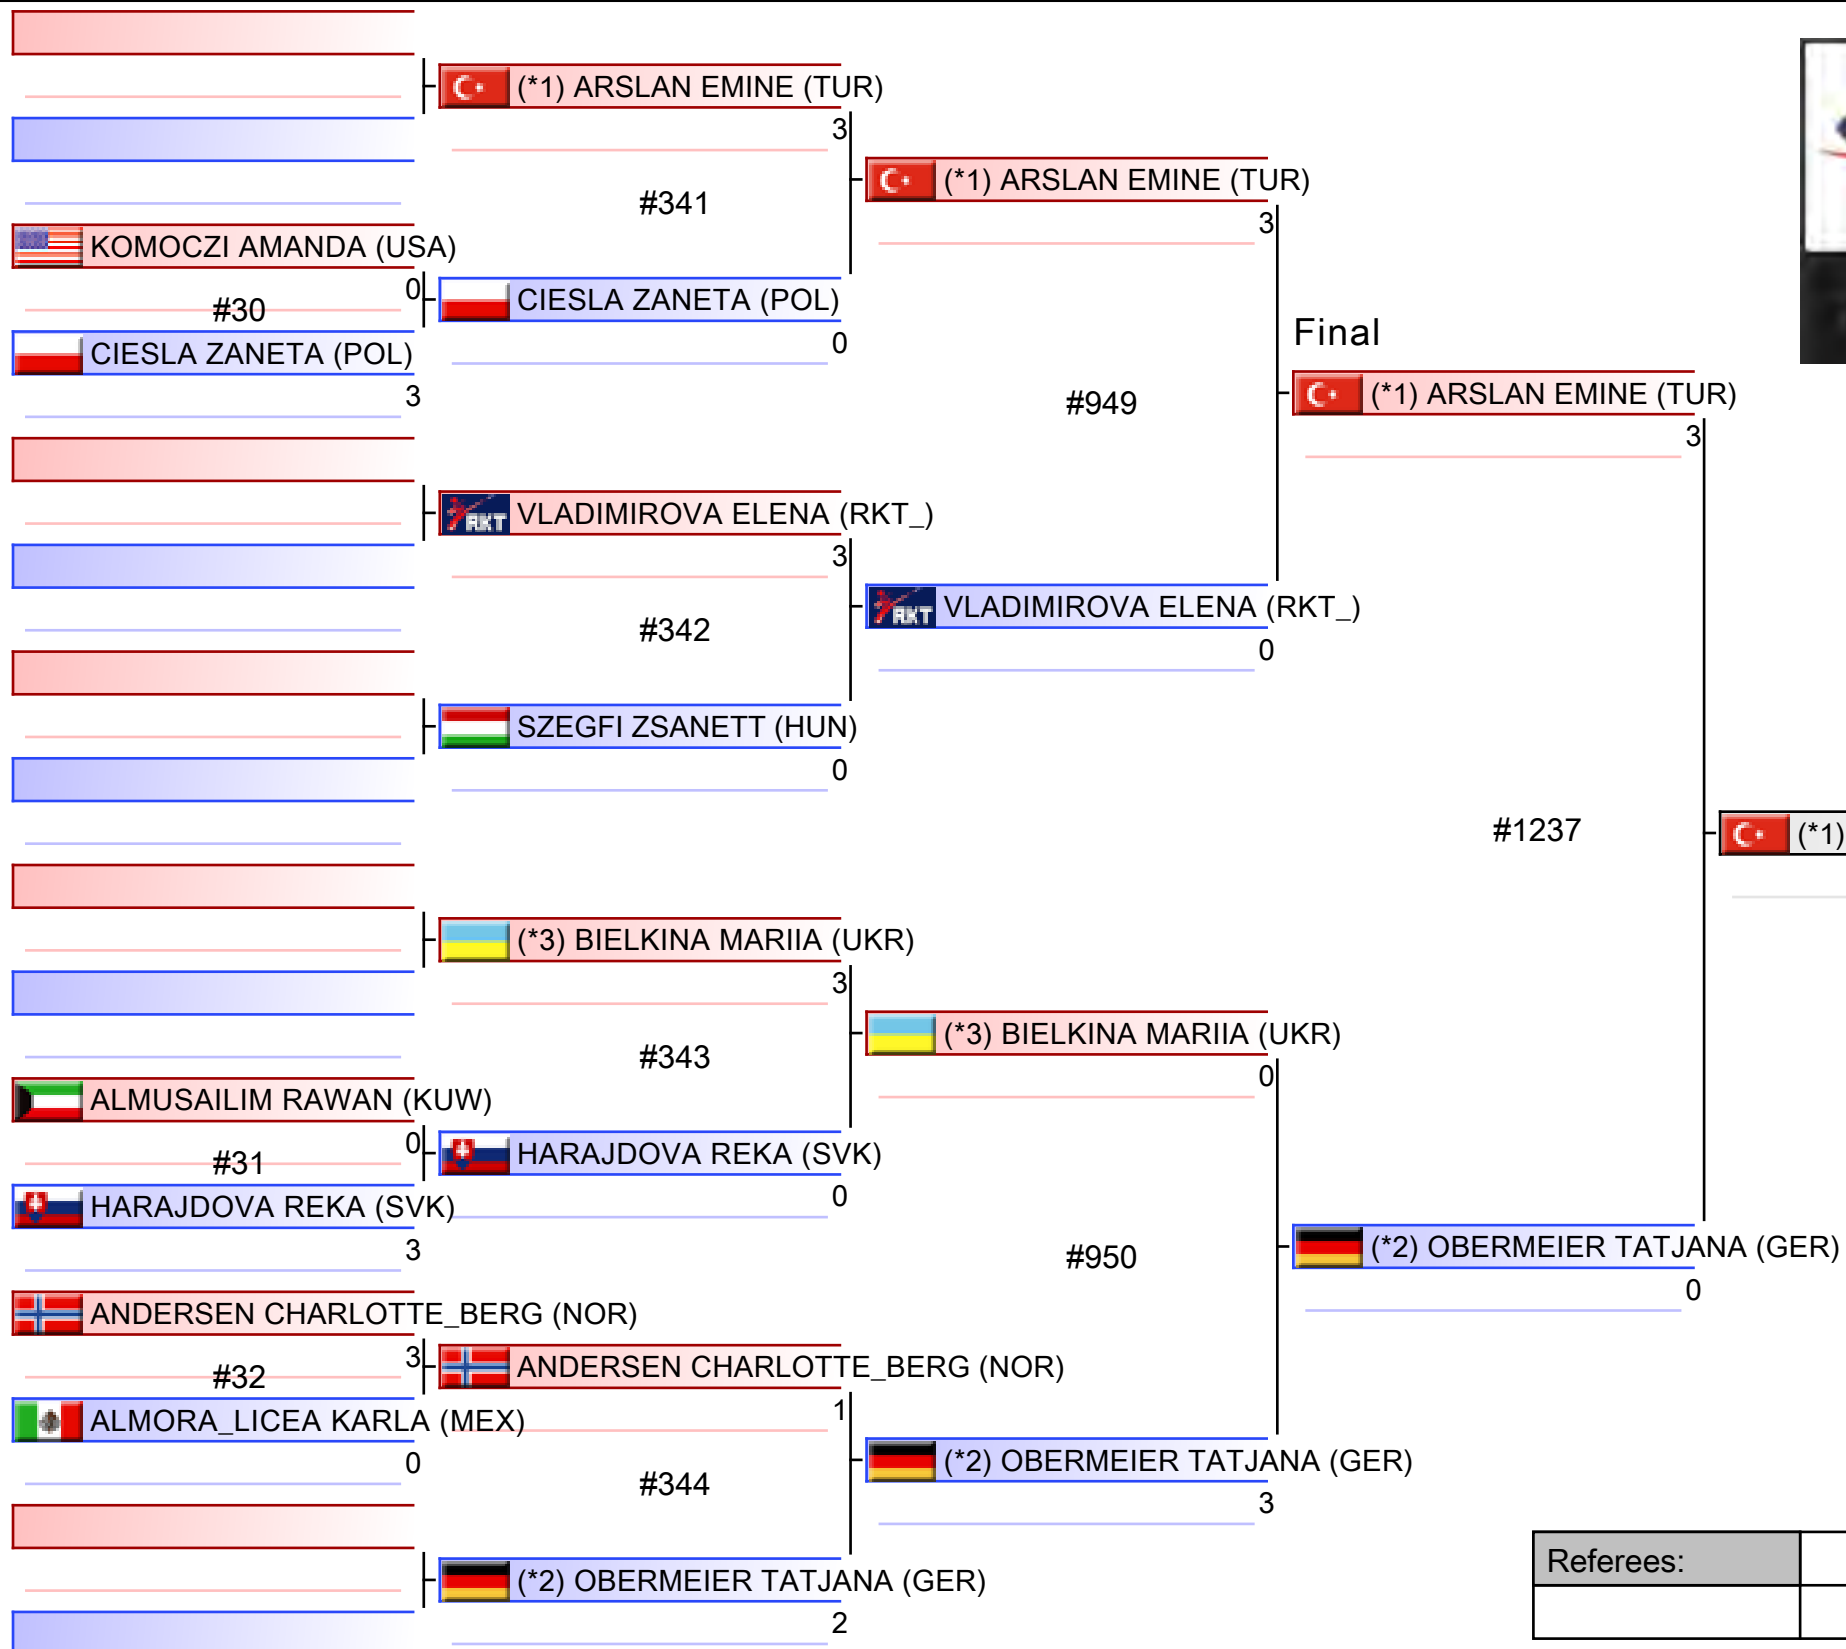 (*1) ARSLAN EMINE (TUR)
3
(*1) ARSLAN EMINE (TUR)
3
#341
KOMOCZI AMANDA (USA)
0
#30
CIESLA ZANETA (POL)
0
CIESLA ZANETA (POL)
3
Final
(*1) ARSLAN EMINE (TUR)
3
#949
RKT VLADIMIROVA ELENA (RKT_)
3
RKT VLADIMIROVA ELENA (RKT_)
0
#342
SZEGFI ZSANETT (HUN)
0
#1237
(*1)
(*3) BIELKINA MARIIA (UKR)
3
(*3) BIELKINA MARIIA (UKR)
0
#343
ALMUSAILIM RAWAN (KUW)
0
#31
HARAJDOVA REKA (SVK)
0
HARAJDOVA REKA (SVK)
3
#950
(*2) OBERMEIER TATJANA (GER)
0
ANDERSEN CHARLOTTE_BERG (NOR)
3
#32
ANDERSEN CHARLOTTE_BERG (NOR)
1
ALMORA_LICEA KARLA (MEX)
0
(*2) OBERMEIER TATJANA (GER)
3
#344
(*2) OBERMEIER TATJANA (GER)
2
Referees: